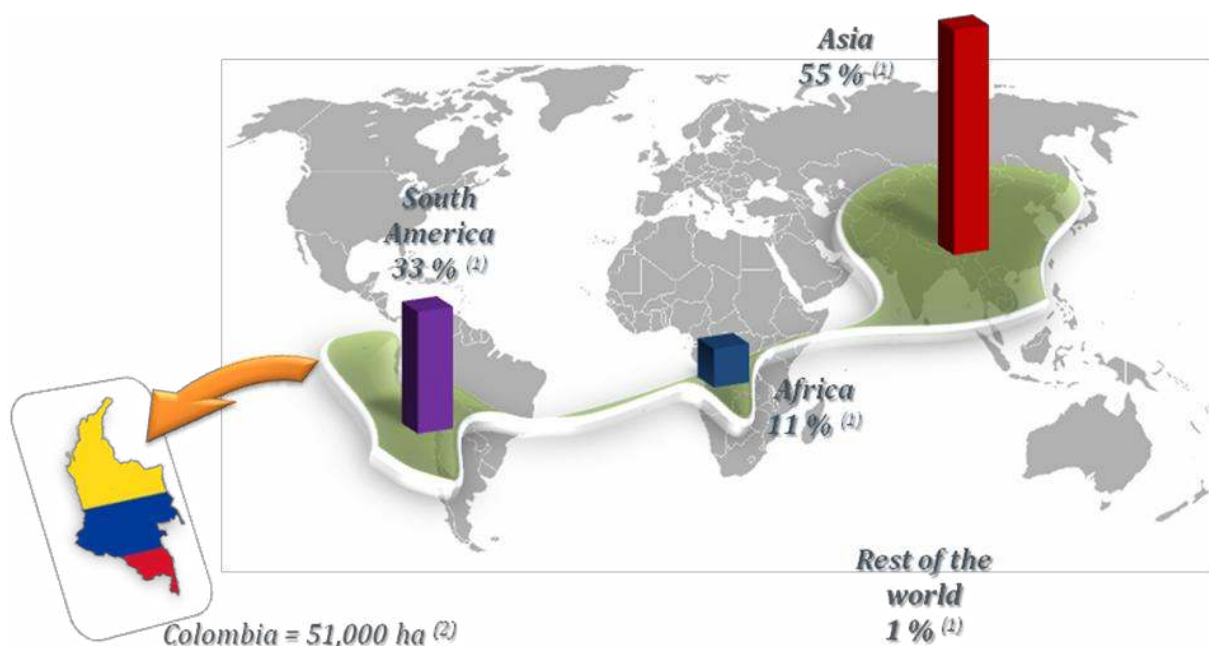 Asia
55 % (1)
South
America
33 % (1)
Africa
11 % (1)
Rest of the
world
1 % (1)
Colombia = 51,000 ha (2)